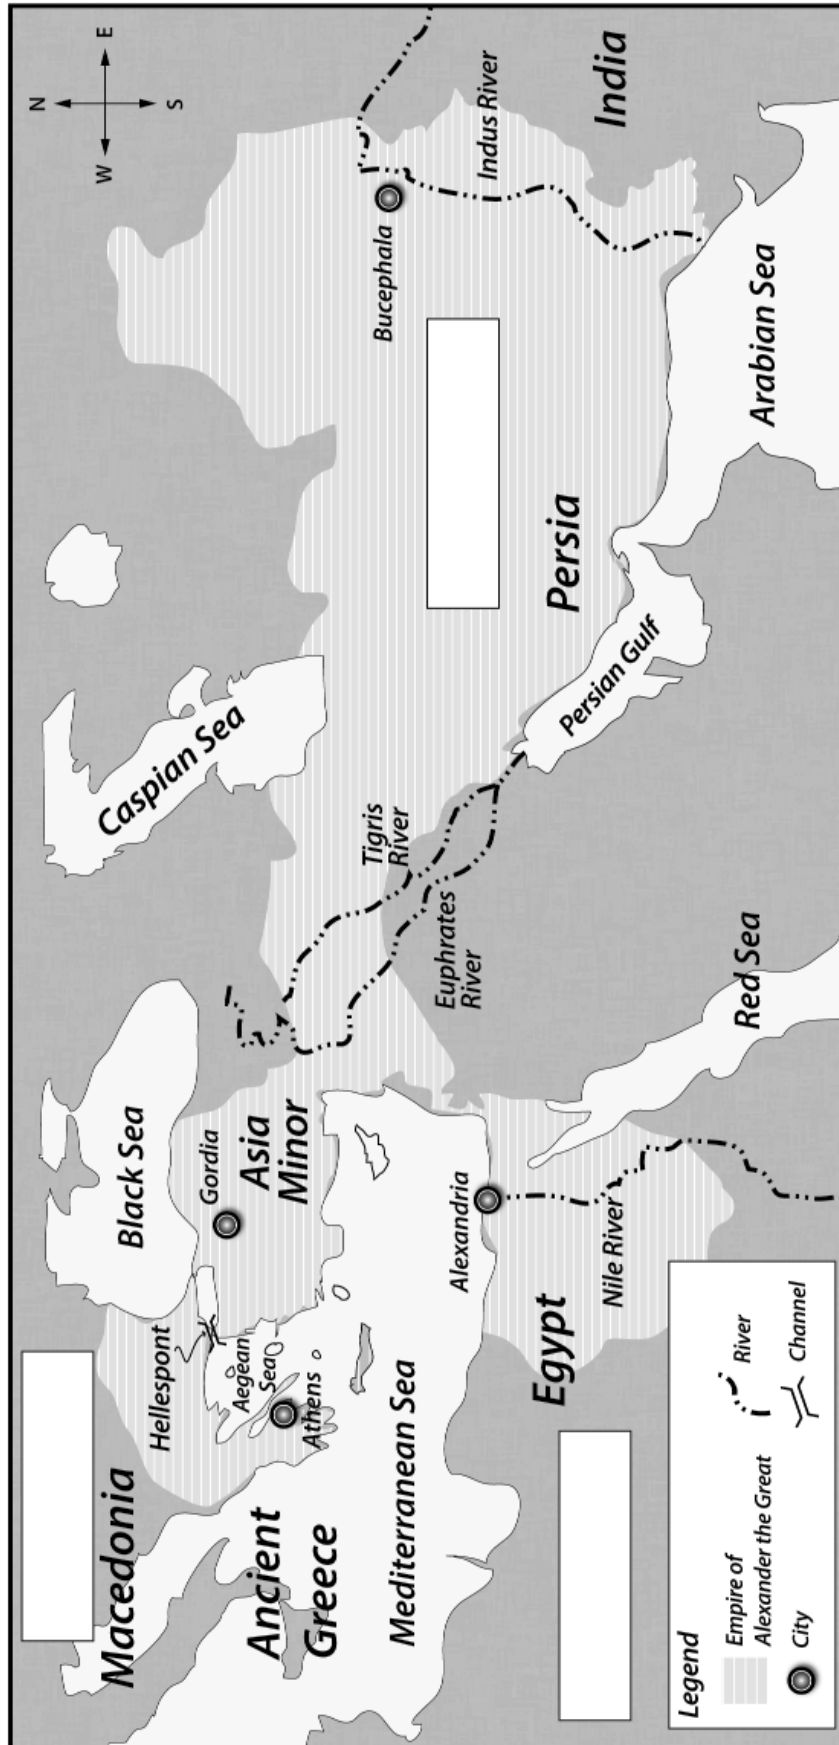 N
W
E
S
Macedonia
Hellespont
Black Sea
Caspian Sea
Gordia
Asia
Minor
Aegean
Sea
Athens
Ancient
Greece
Mediterranean Sea
Alexandria
Egypt
Nile River
Red Sea
Tigris
River
Euphrates
River
Persian Gulf
Persia
Bucephala
Indus River
India
Arabian Sea
Legend
Empire of
Alexander the Great
River
City
Channel